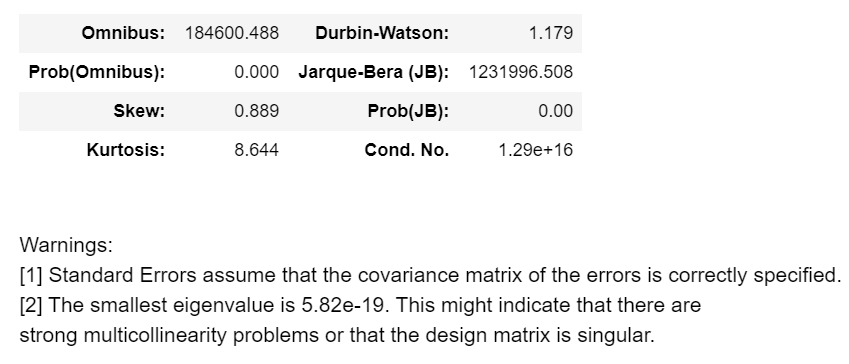 Omnibus: 184600.488 Durbin-Watson: 1.179
Prob(Omnibus): 0.000 Jarque-Bera (JB): 1231996.508
Skew: 0.889 Prob(JB): 0.00
Kurtosis: 8.644 Cond. No. 1.29e+16
Warnings:
[1] Standard Errors assume that the covariance matrix of the errors is correctly specified.
[2] The smallest eigenvalue is 5.82e-19. This might indicate that there are
strong multicollinearity problems or that the design matrix is singular.